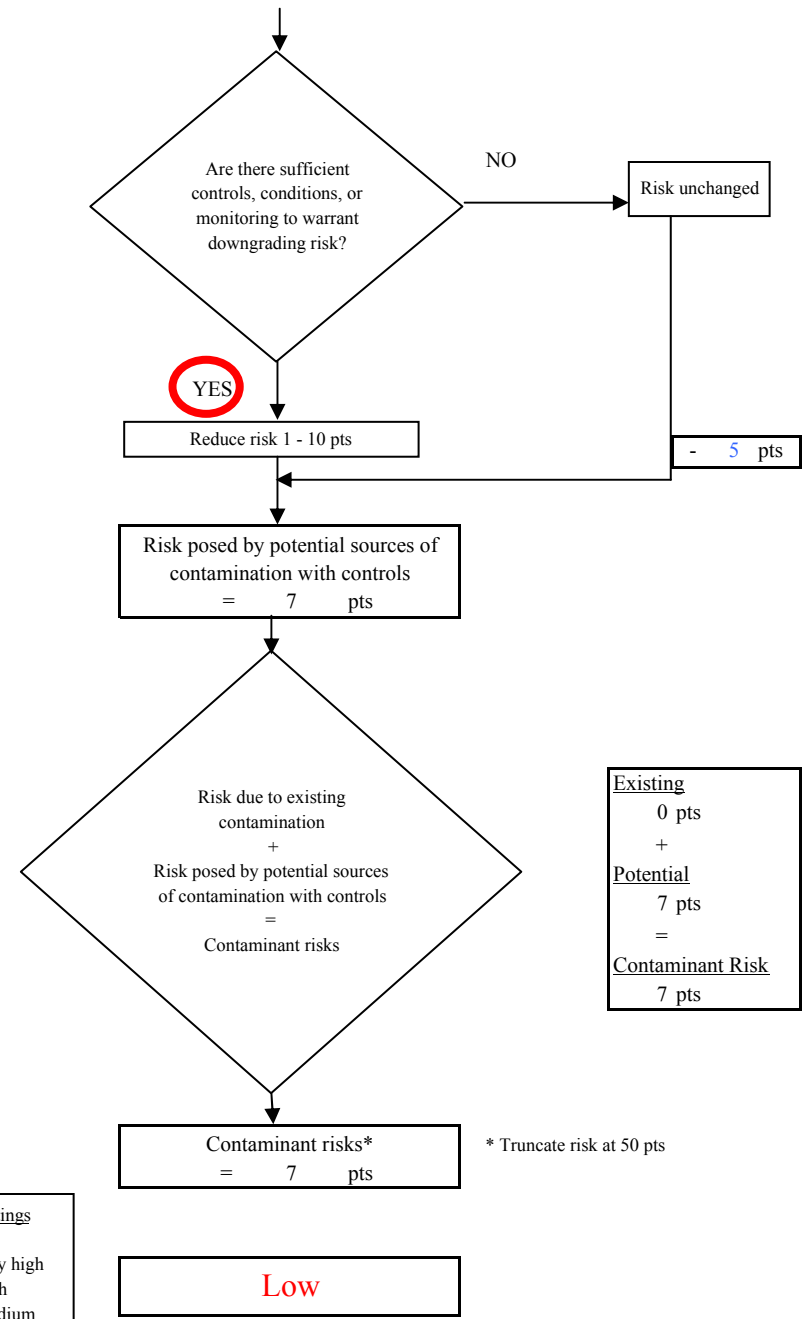 Are there sufficient
controls, conditions, or
monitoring to warrant
downgrading risk?
NO
Risk unchanged
YES
Reduce risk 1 - 10 pts
- 5 pts
Risk posed by potential sources of
contamination with controls
= 7 pts
Risk due to existing
contamination
+
Risk posed by potential sources
of contamination with controls
=
Contaminant risks
Existing
0 pts
+
Potential
7 pts
=
Contaminant Risk
7 pts
Contaminant risks*
= 7 pts
* Truncate risk at 50 pts
high
Low